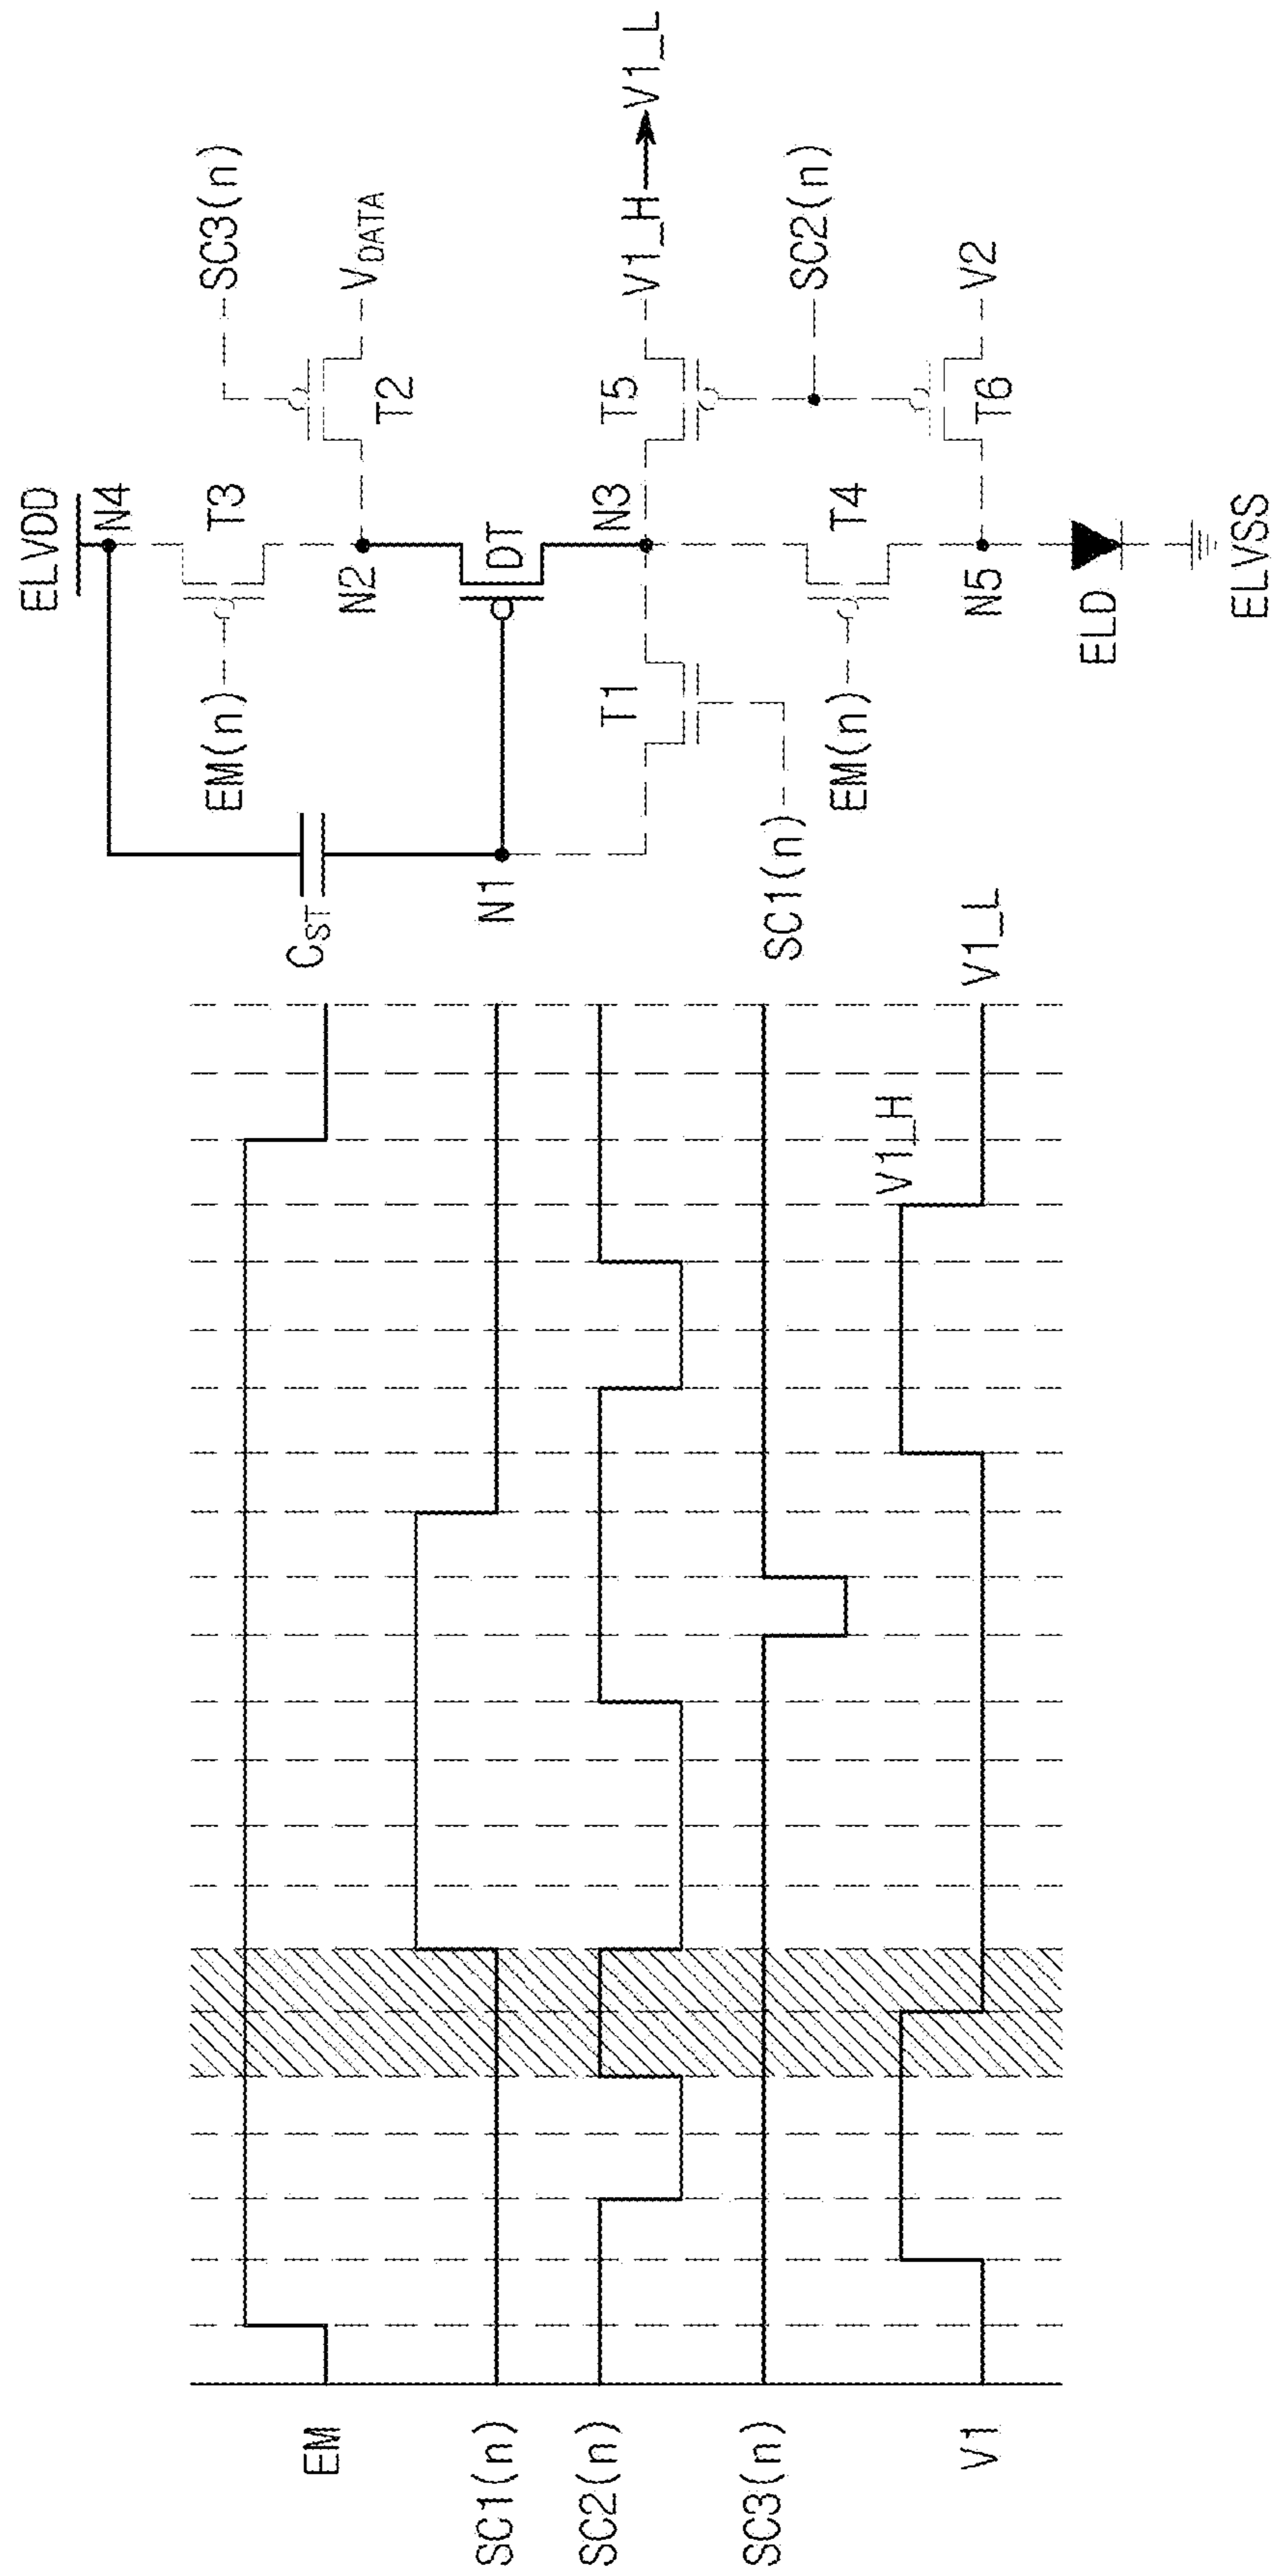 EM
SC1(n)
SC2(n)
SC3(n)
V1
V1_H
V1_L
ELVDD
N4
CST
EM(n)
T3
SC3(n)
N2
T2
VDATA
DT
N1
N3
T1
T5
V1_H
V1_L
SC1(n)
EM(n)
T4
SC2(n)
N5
T6
V2
ELD
ELVSS